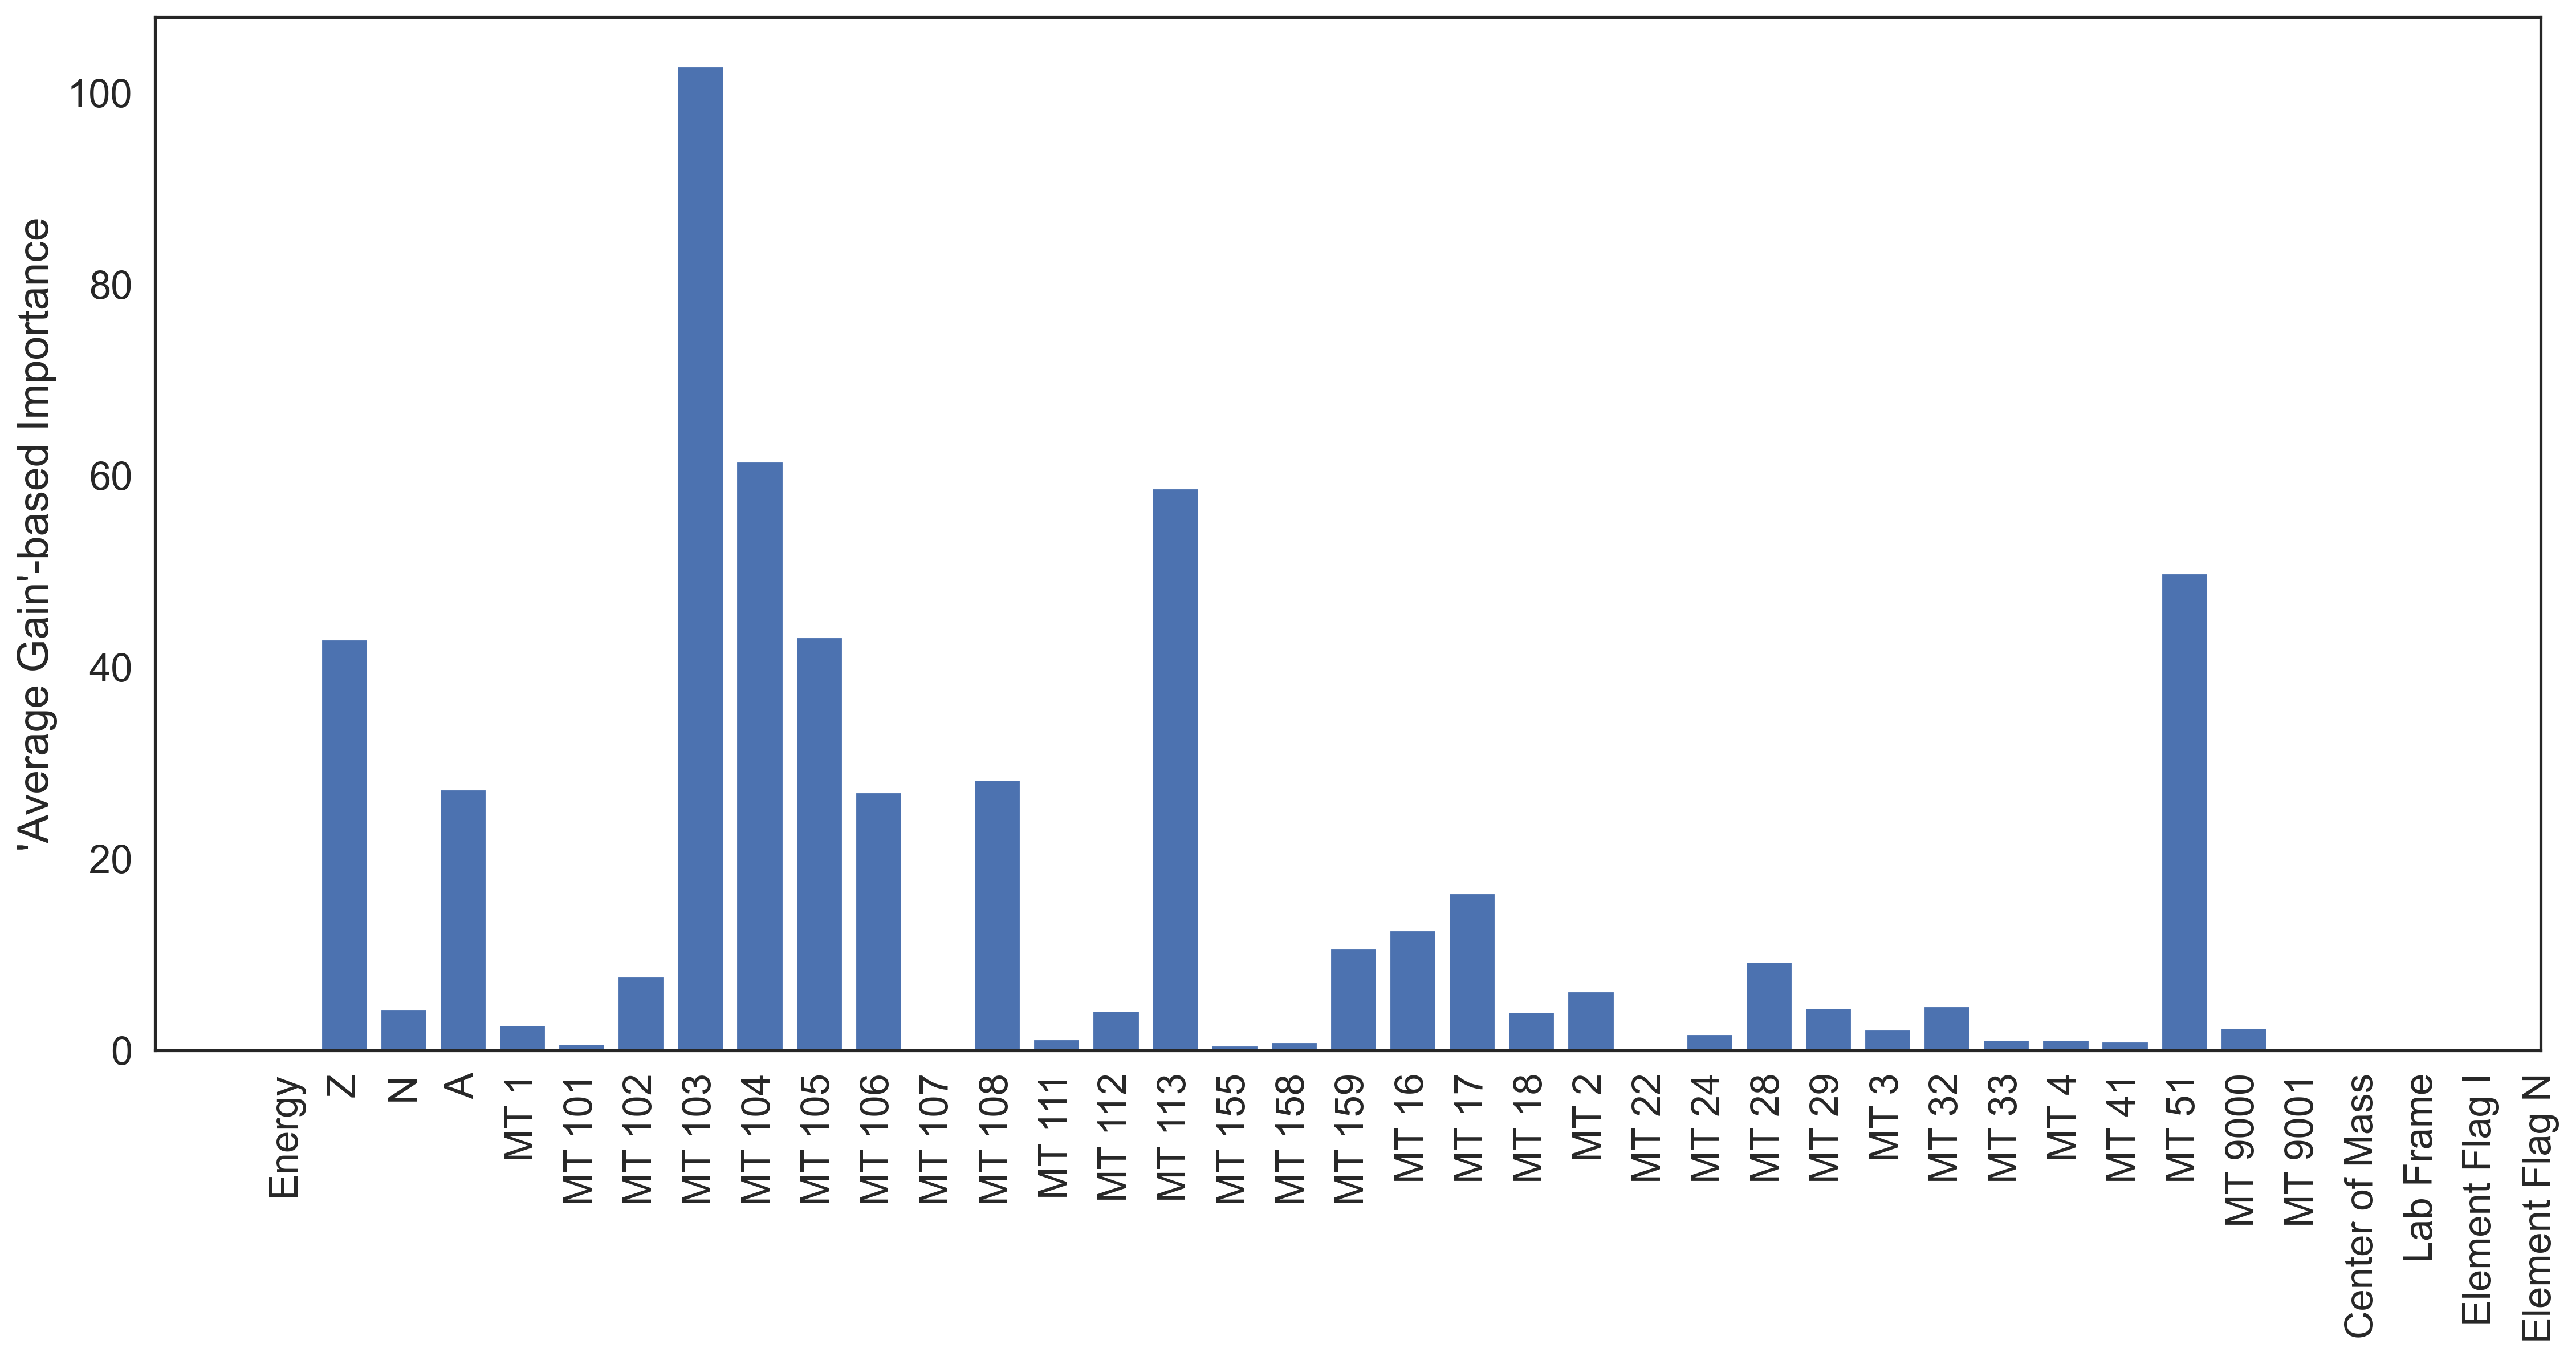 'Average Gain'-based Importance
100
80
60
40
20
0
Energy
Z
N
A
MT 1
MT 101
MT 102
MT 103
MT 104
MT 105
MT 106
MT 107
MT 108
MT 111
MT 112
MT 113
MT 155
MT 158
MT 159
MT 16
MT 17
MT 18
MT 2
MT 22
MT 24
MT 28
MT 29
MT 3
MT 32
MT 33
MT 4
MT 41
MT 51
MT 9000
MT 9001
Center of Mass
Lab Frame
Element Flag I
Element Flag N